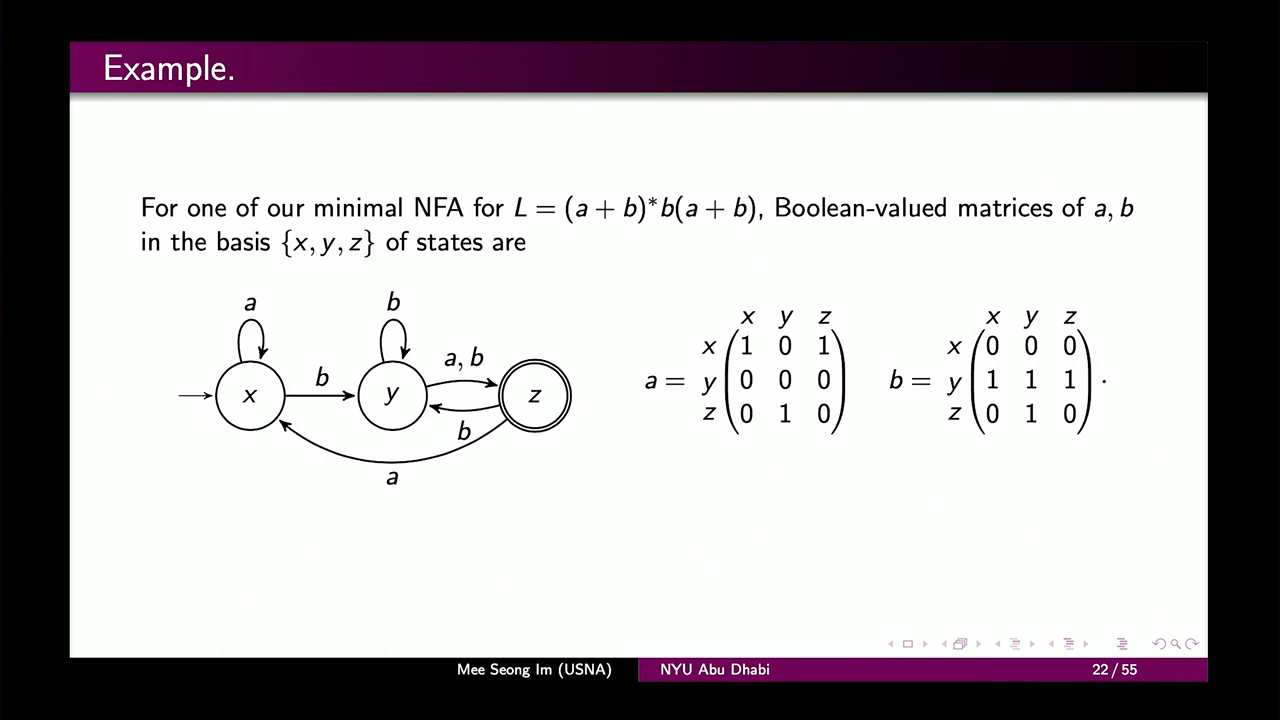 Example.
For one of our minimal NFA for L = (a + b)*b(a + b), Boolean-valued matrices of a, b
in the basis {x, y, z} of states are
a b
x y z x y z
x b y a, b z a = x 1 0 1 b = x 0 0 0
y 0 0 0 y 1 1 1 .
z 0 1 0 z 0 1 0
b
a
Mee Seong Im (USNA) NYU Abu Dhabi 22 / 55